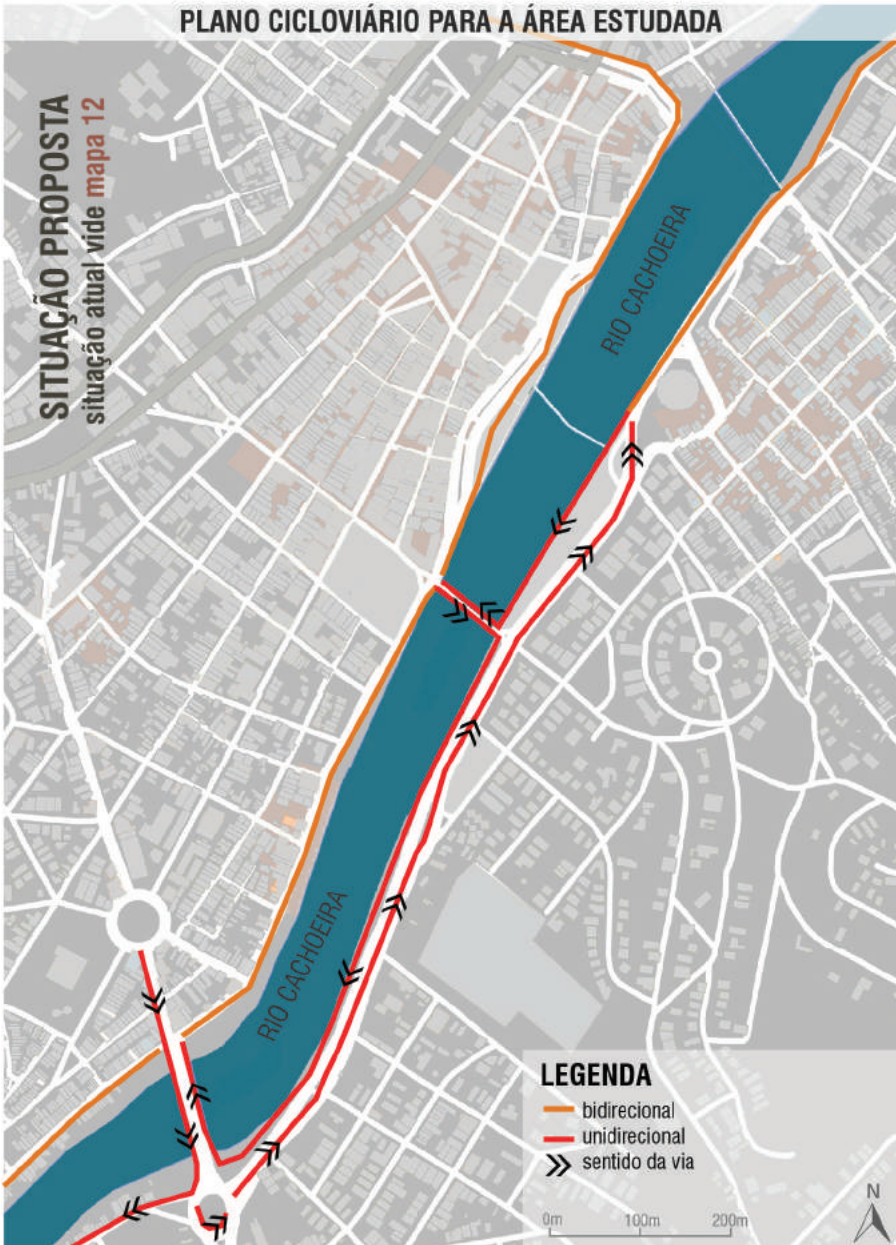 PLANO CICLOVIÁRIO PARA A ÁREA ESTUDADA
SITUAÇÃO PROPOSTA
situação atual vide mapa 12
RIO CACHOEIRA
RIO CACHOEIRA
LEGENDA
bidirecional
unidirecional
sentido da via
N
0m 100m 200m